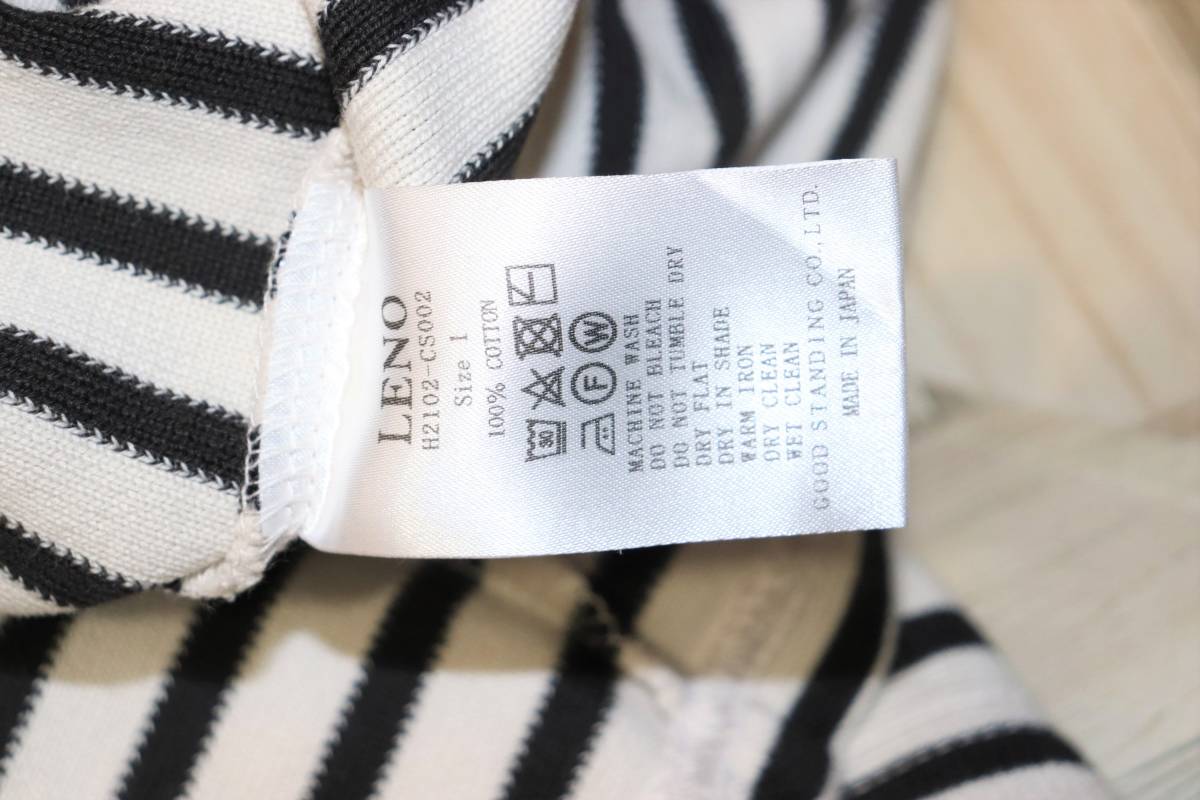 LENO
H2102-CS002
Size 1
100% COTTON
30
F W
MACHINE WASH
DO NOT BLEACH
DO NOT TUMBLE DRY
DRY FLAT
DRY IN SHADE
WARM IRON
DRY CLEAN
WET CLEAN
GOOD STANDING CO.,LTD.
MADE IN JAPAN